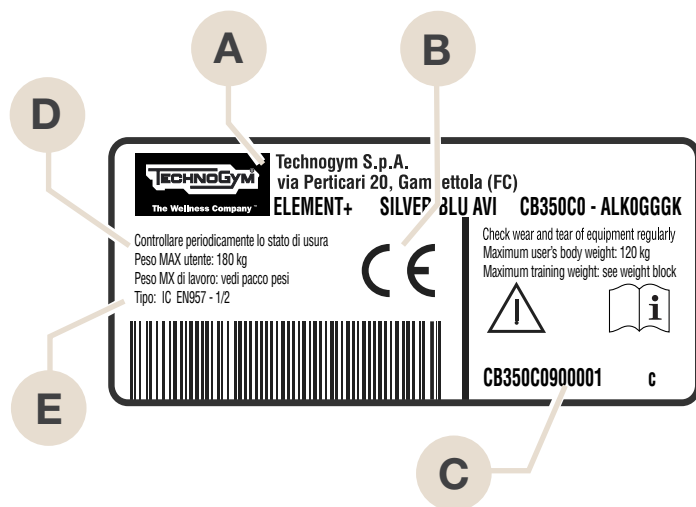 A
B
D
TECHNOGYM
The Wellness Company
Technogym S.p.A.
via Perticari 20, Gambettola (FC)
ELEMENT+ SILVER BLU AVI CB350C0 - ALK0GGGK
Controllare periodicamente lo stato di usura
Peso MAX utente: 180 kg
Peso MX di lavoro: vedi pacco pesi
Tipo: IC EN957 - 1/2
CE
Check wear and tear of equipment regularly
Maximum user's body weight: 120 kg
Maximum training weight: see weight block
i
CB350C0900001 C
E
C